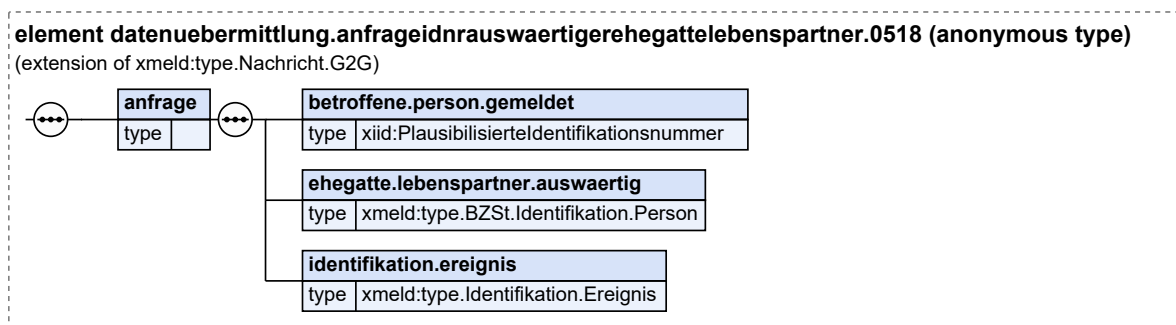 element datenuebermittlung.anfrageidnrauswaertigerehegattelebenspartner.0518 (anonymous type)
(extension of xmeld:type.Nachricht.G2G)
anfrage
type
betroffene.person.gemeldet
type xiid:PlausibilisierteIdentifikationsnummer
ehegatte.lebenspartner.auswaertig
type xmeld:type.BZSt.Identifikation.Person
identifikation.ereignis
type xmeld:type.Identifikation.Ereignis